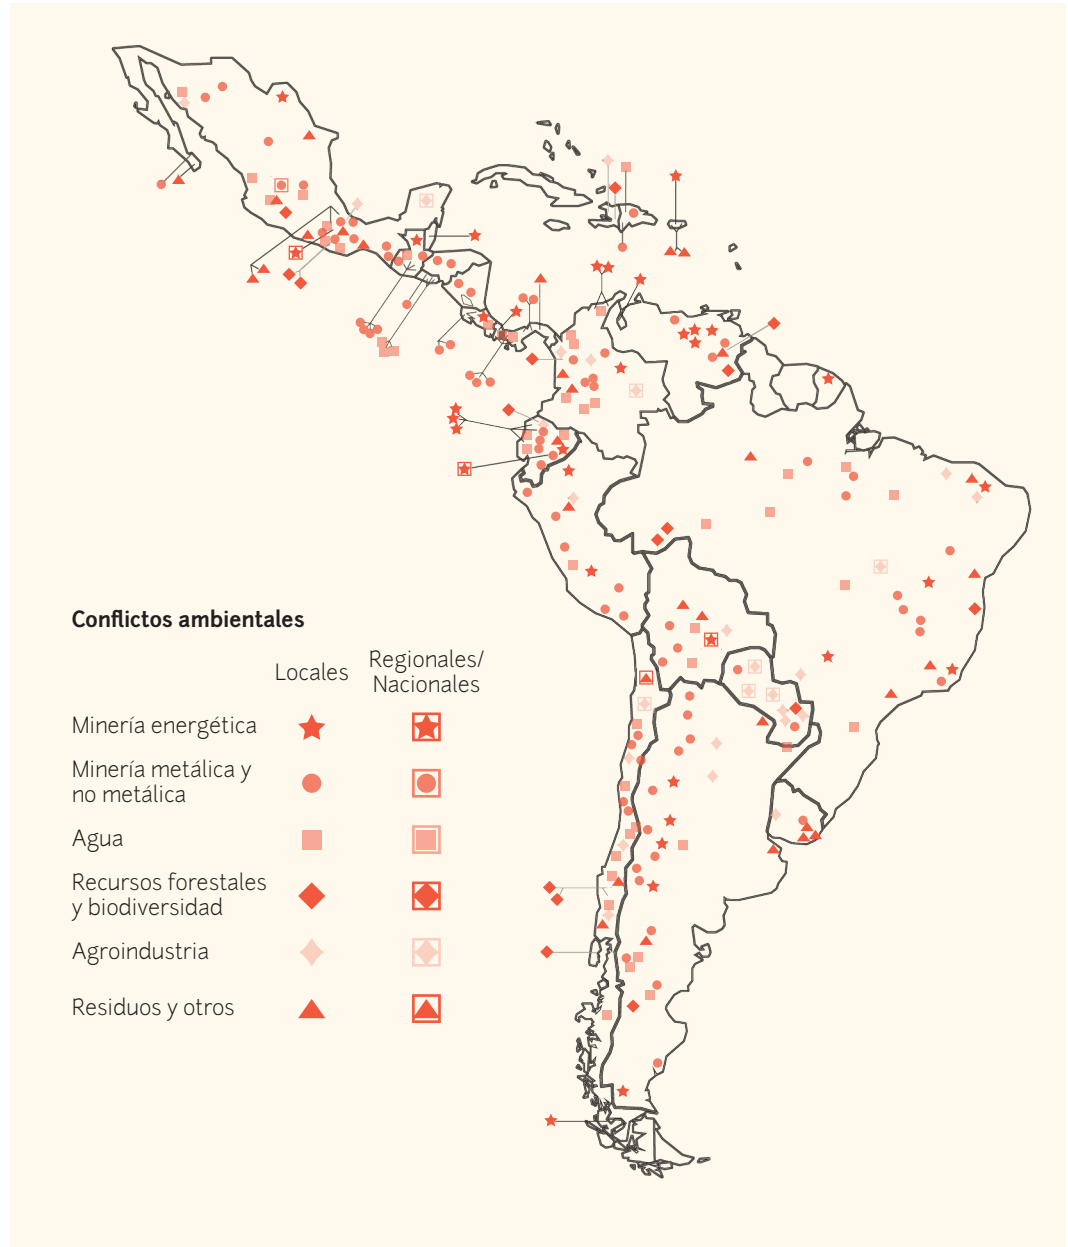 Conflictos ambientales
Locales
Regionales/
Nacionales
Minería energética
Minería metálica y
no metálica
Agua
Recursos forestales
y biodiversidad
Agroindustria
Residuos y otros